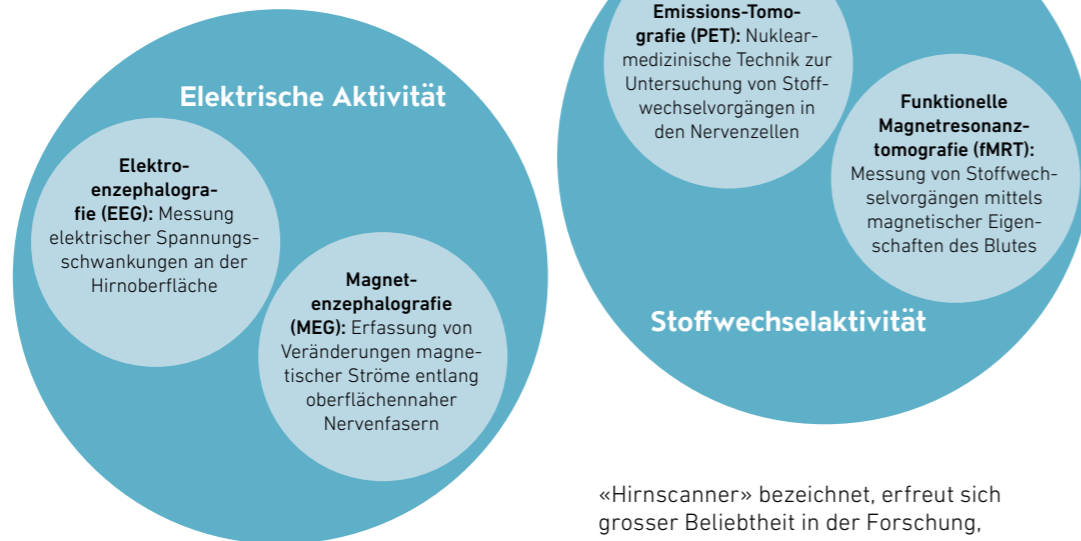 Elektrische Aktivität
Elektro-
enzephalogra-
fie (EEG): Messung
elektrischer Spannungs-
schwankungen an der
Hirnoberfläche
Magnet-
enzephalografie
(MEG): Erfassung von
Veränderungen magne-
tischer Ströme entlang
oberflächennaher
Nervenfasern
Emissions-Tomo-
grafie (PET): Nuklear-
medizinische Technik zur
Untersuchung von Stoff-
wechselvorgängen in
den Nervenzellen
Funktionelle
Magnetresonanz-
tomografie (fMRT):
Messung von Stoffwech-
selvorgängen mittels
magnetischer Eigen-
schaften des Blutes
Stoffwechselaktivität
«Hirnscanner» bezeichnet, erfreut sich
grosser Beliebtheit in der Forschung,